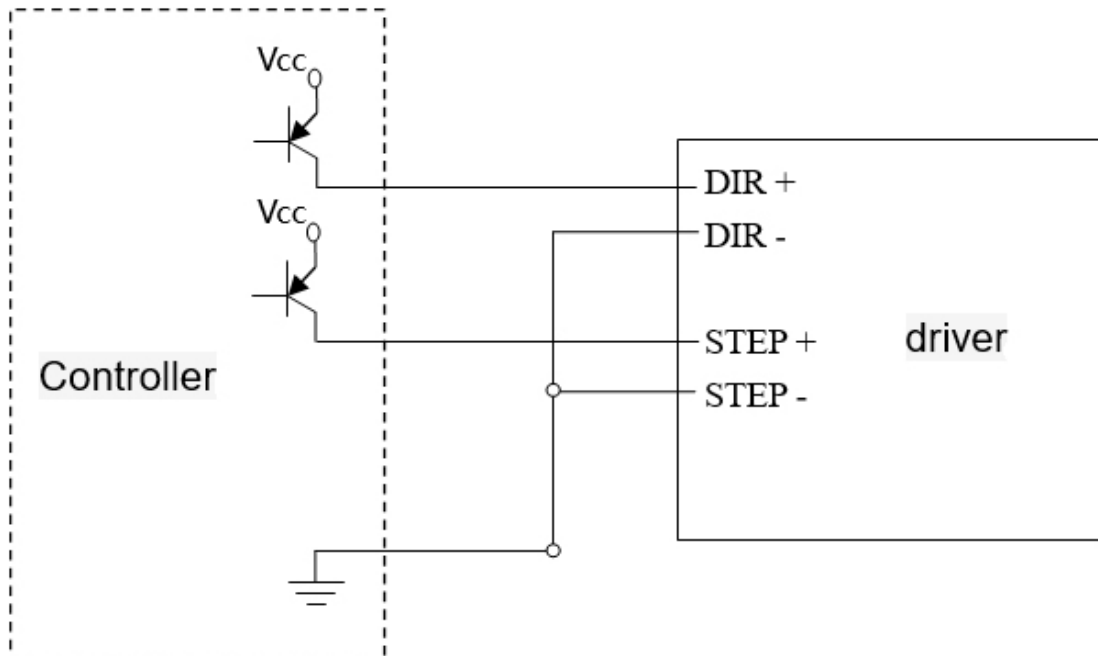 Vcc
DIR +
Vcc
DIR -
STEP +
driver
Controller
STEP -